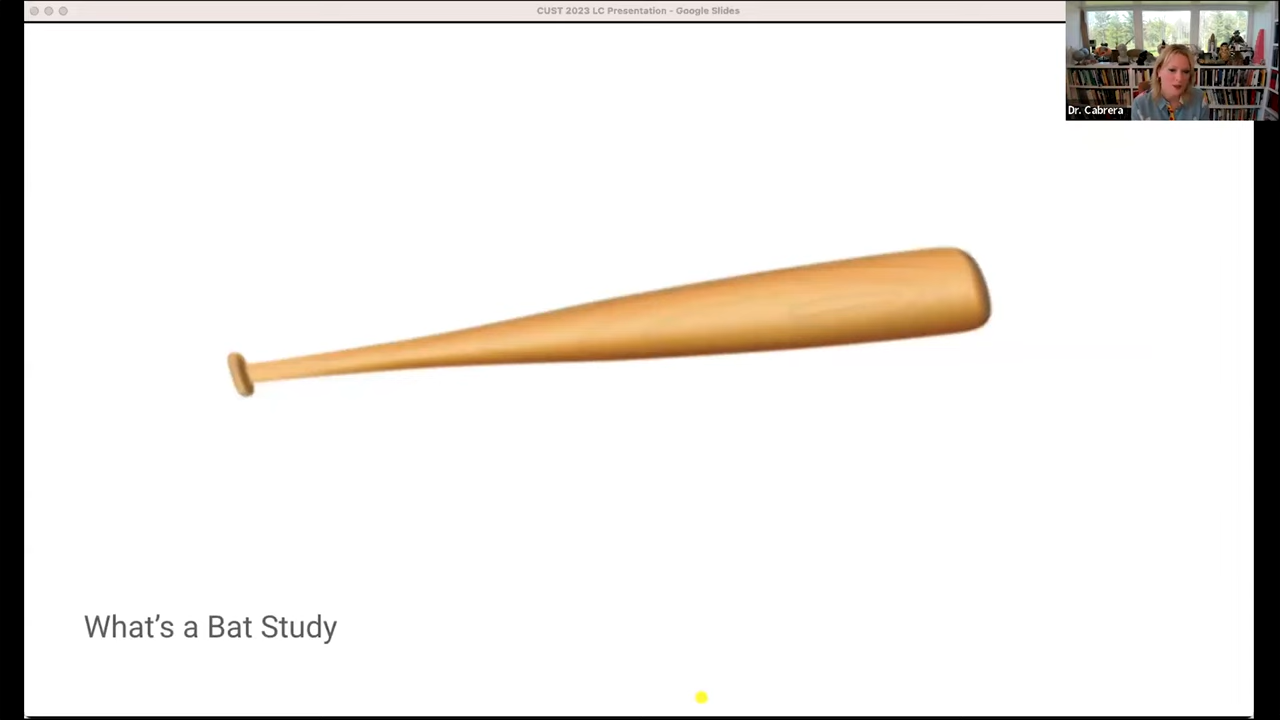 CUST 2023 LC Presentation - Google Slides
Dr. Cabrera
What's a Bat Study